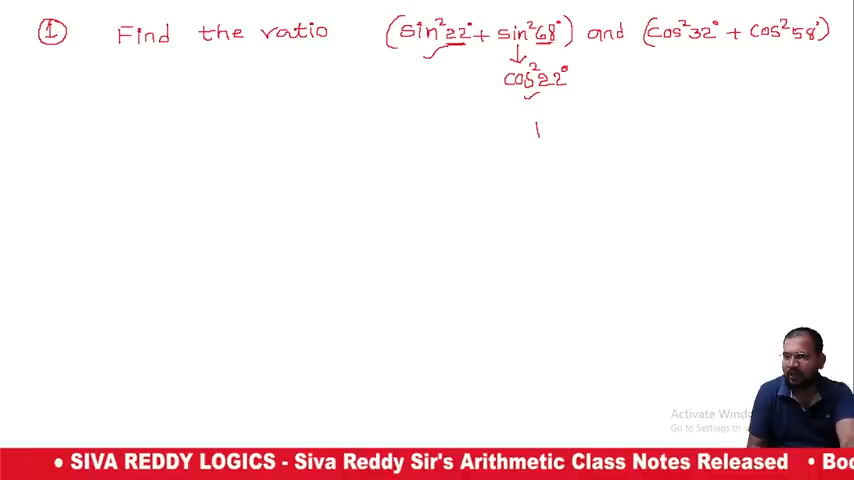 ① Find the ratio (sin²22° + sin²68°) and (cos²32° + cos²58°)
cos²22°
1
Activate Windo
Go to Settings to
• SIVA REDDY LOGICS - Siva Reddy Sir's Arithmetic Class Notes Released • Boo